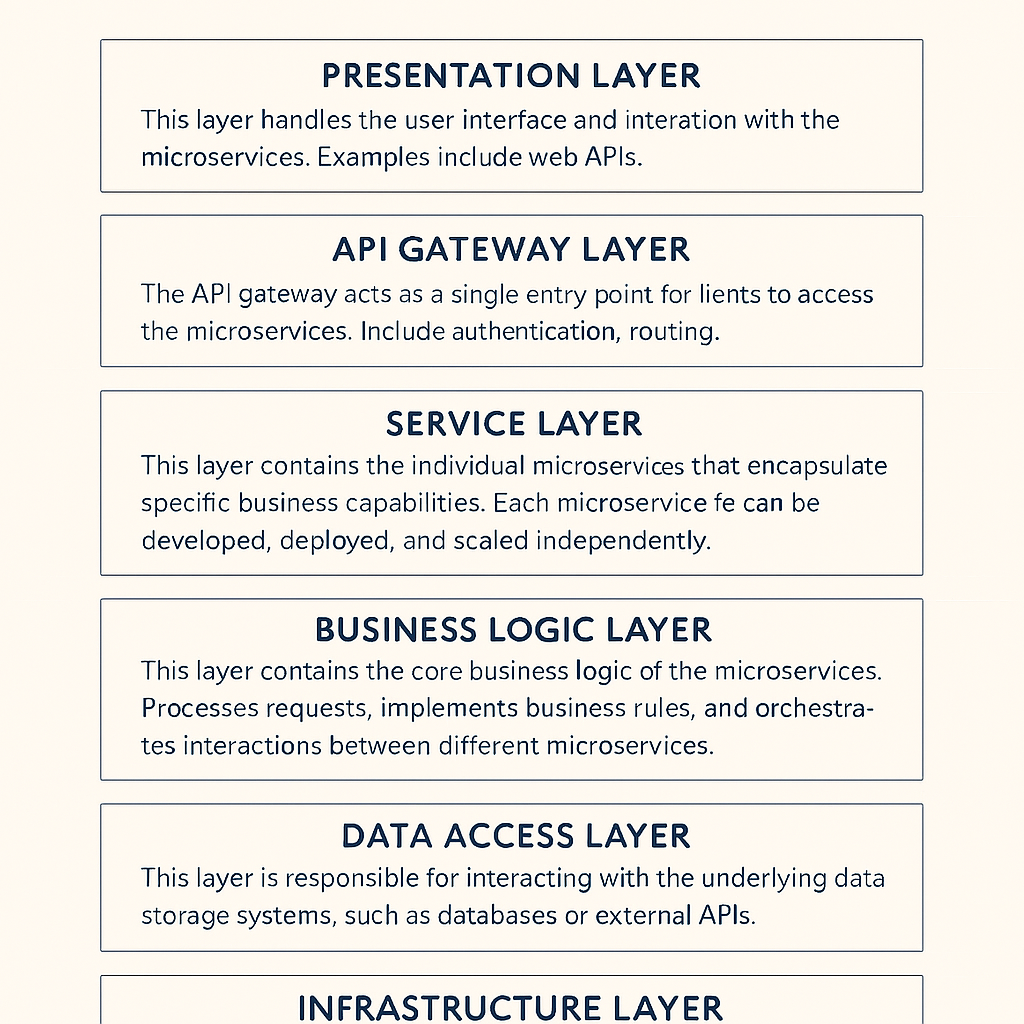 PRESENTATION LAYER
This layer handles the user interface and interation with the
microservices. Examples include web APIs.
API GATEWAY LAYER
The API gateway acts as a single entry point for lients to access
the microservices. Include authentication, routing.
SERVICE LAYER
This layer contains the individual microservices that encapsulate
specific business capabilities. Each microservice fe can be
developed, deployed, and scaled independently.
BUSINESS LOGIC LAYER
This layer contains the core business logic of the microservices.
Processes requests, implements business rules, and orchestra-
tes interactions between different microservices.
DATA ACCESS LAYER
This layer is responsible for interacting with the underlying data
storage systems, such as databases or external APIs.
INFRASTRUCTURE LAYER